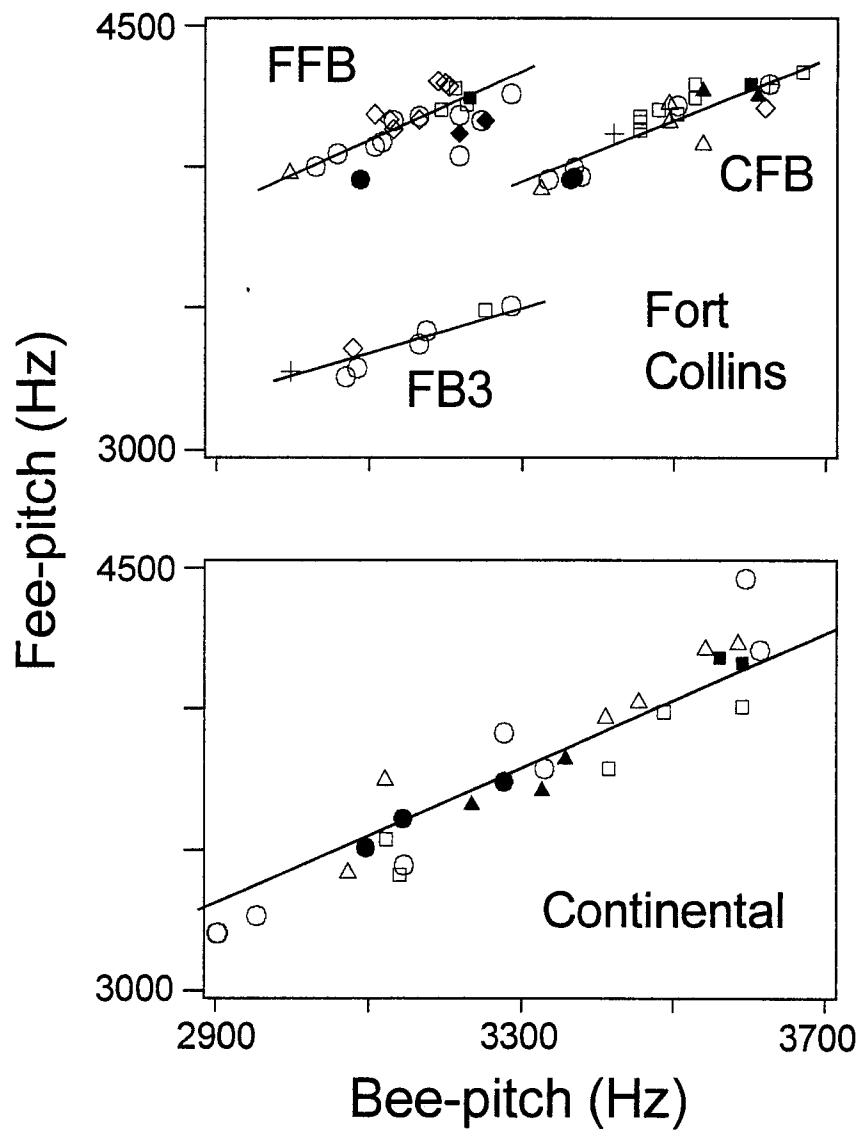 4500
FFB
CFB
Fort
Collins
FB3
3000
Fee-pitch (Hz)
4500
Continental
3000
2900
3300
3700
Bee-pitch (Hz)